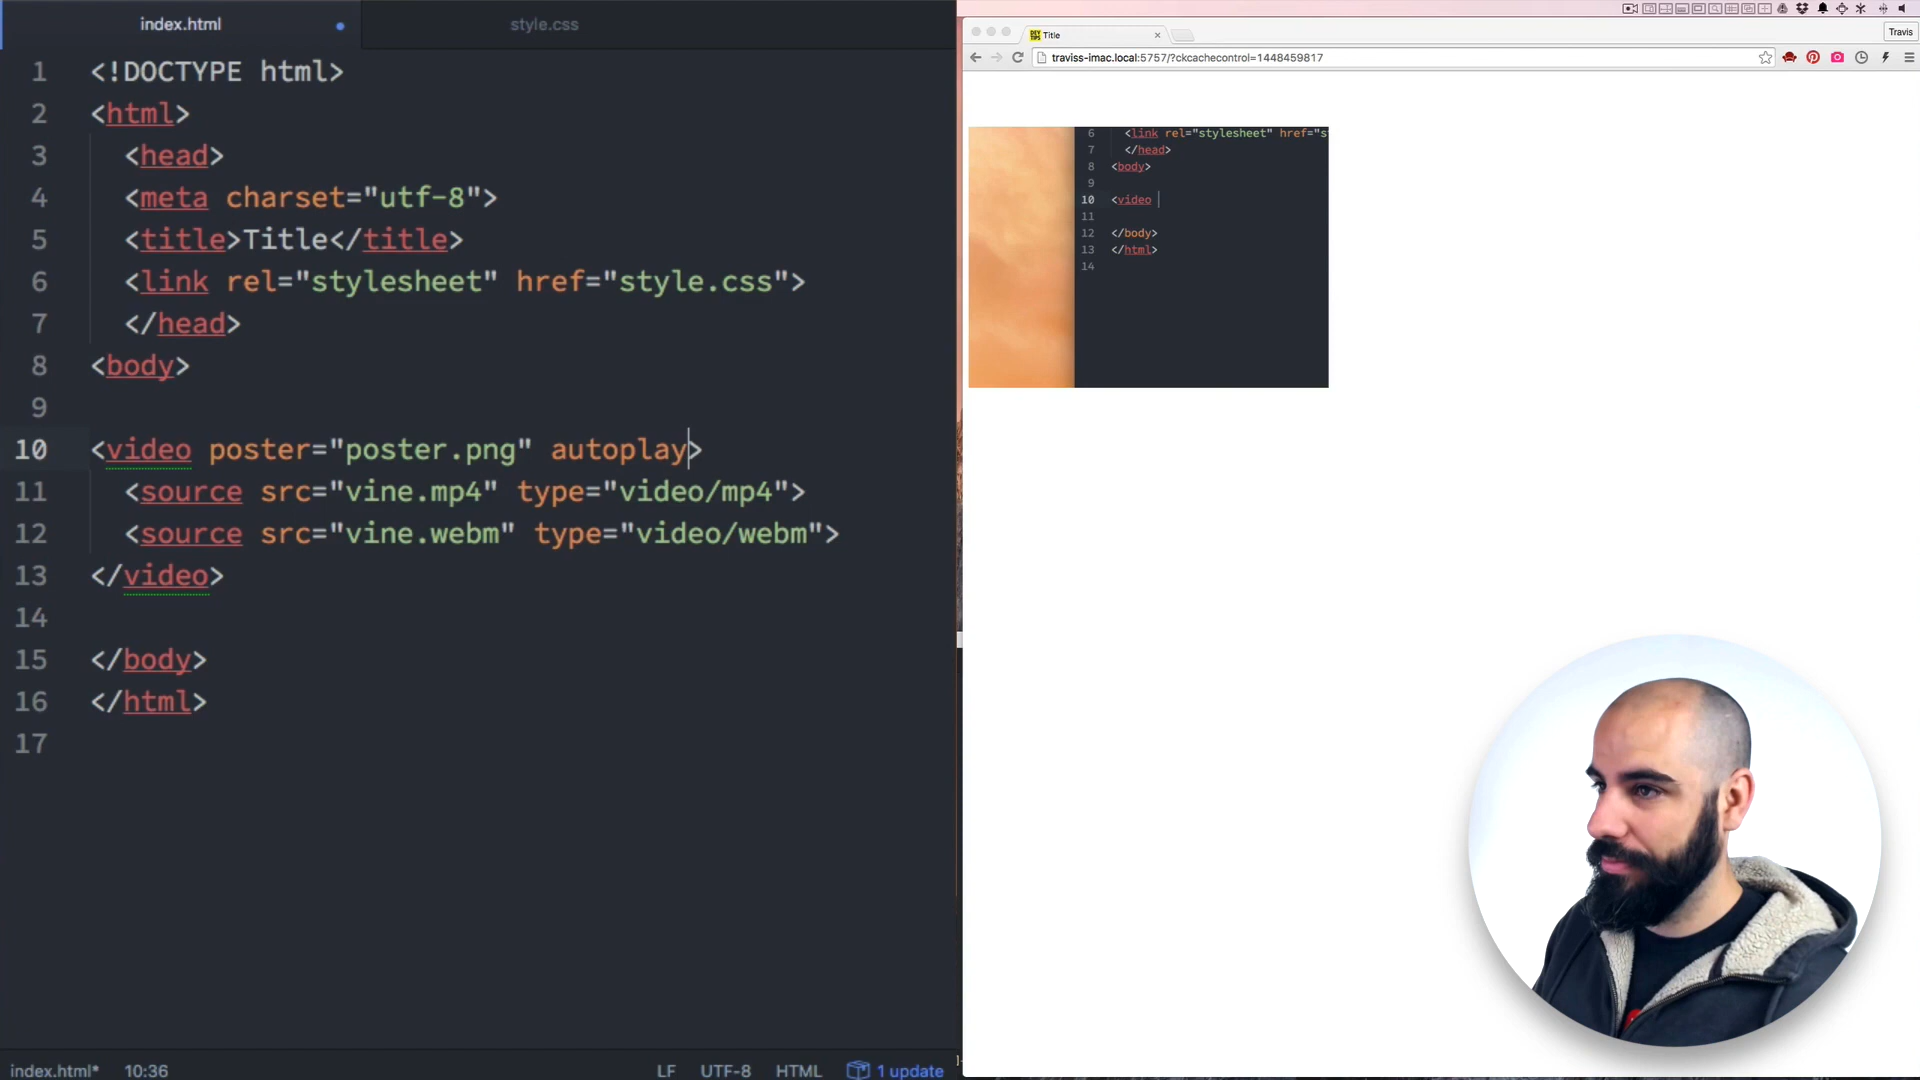 index.html
style.css
1 <!DOCTYPE html>
2 <html>
3 <head>
4 <meta charset="utf-8">
5 <title>Title</title>
6 <link rel="stylesheet" href="style.css">
7 </head>
8 <body>
9
10 <video poster="poster.png" autoplay>
11 <source src="vine.mp4" type="video/mp4">
12 <source src="vine.webm" type="video/webm">
13 </video>
14
15 </body>
16 </html>
17
index.html* 10:36 LF UTF-8 HTML 1 update
Title
Travis
traviss-imac.local:5757/?ckcachecontrol=1448459817
6 <link rel="stylesheet" href="s
7 </head>
8 <body>
9
10 <video
11
12 </body>
13 </html>
14